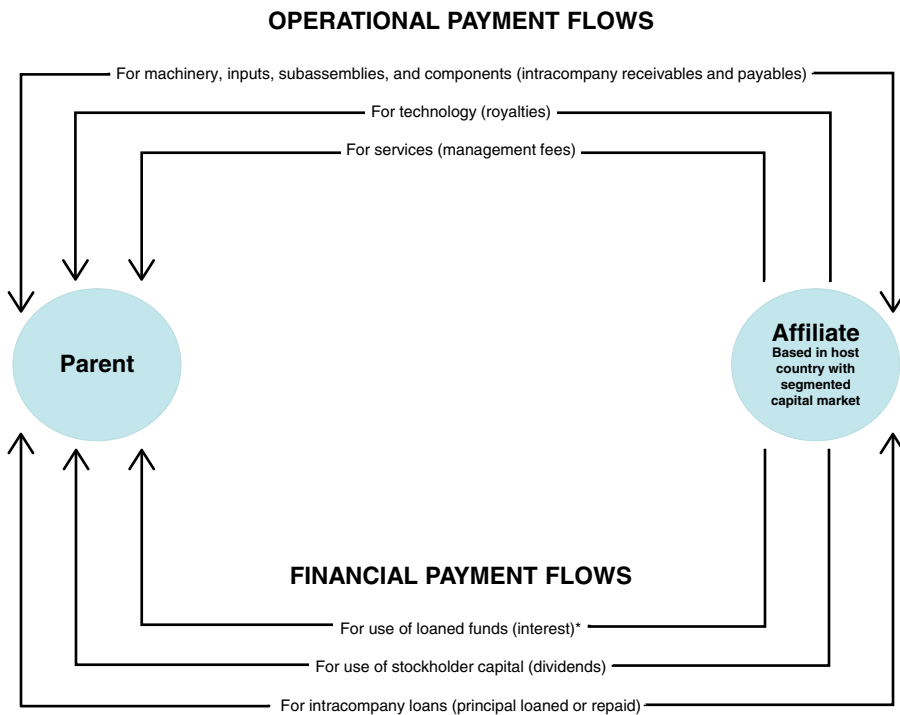 OPERATIONAL PAYMENT FLOWS
For machinery, inputs, subassemblies, and components (intracompany receivables and payables)
For technology (royalties)
For services (management fees)
Parent
Affiliate
Based in host
country with
segmented
capital market
FINANCIAL PAYMENT FLOWS
For use of loaned funds (interest)*
For use of stockholder capital (dividends)
For intracompany loans (principal loaned or repaid)